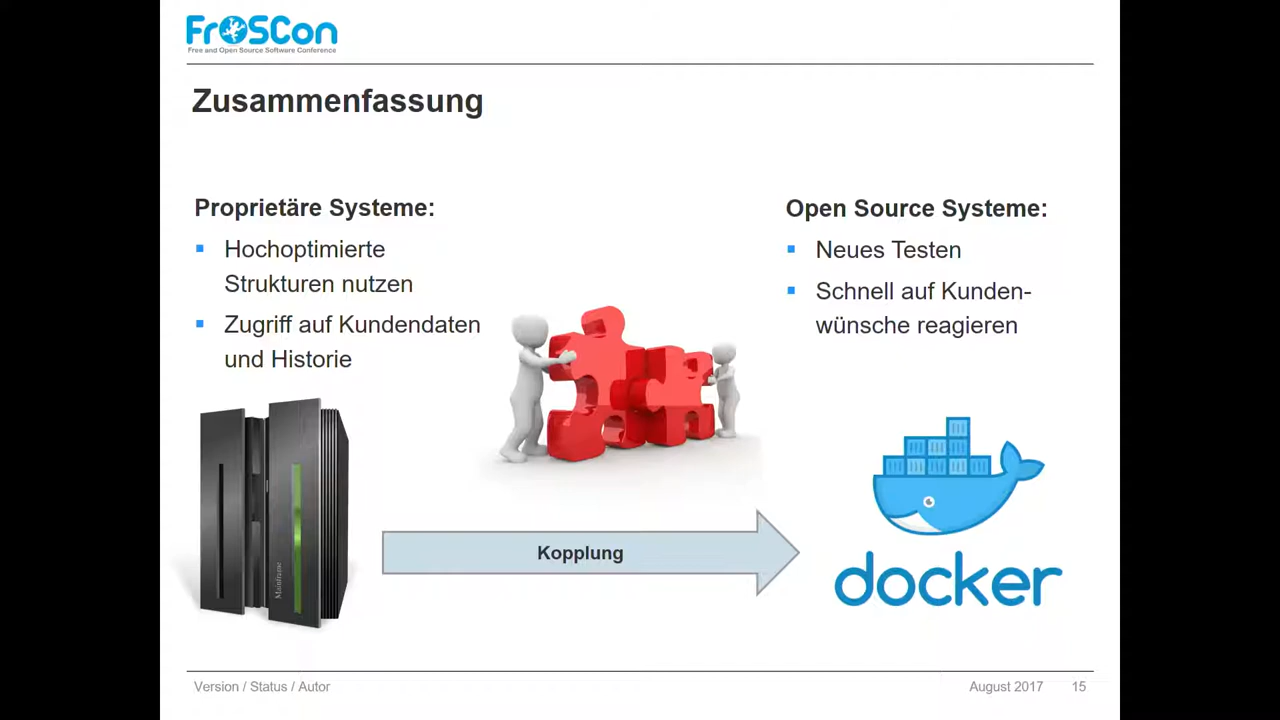 FrOSCon
Free and Open Source Software Conference
Zusammenfassung
Proprietäre Systeme:
Hochoptimierte
Strukturen nutzen
Zugriff auf Kundendaten
und Historie
Open Source Systeme:
Neues Testen
Schnell auf Kunden-
wünsche reagieren
Mainframe
Kopplung
docker
Version / Status / Autor
August 2017
15